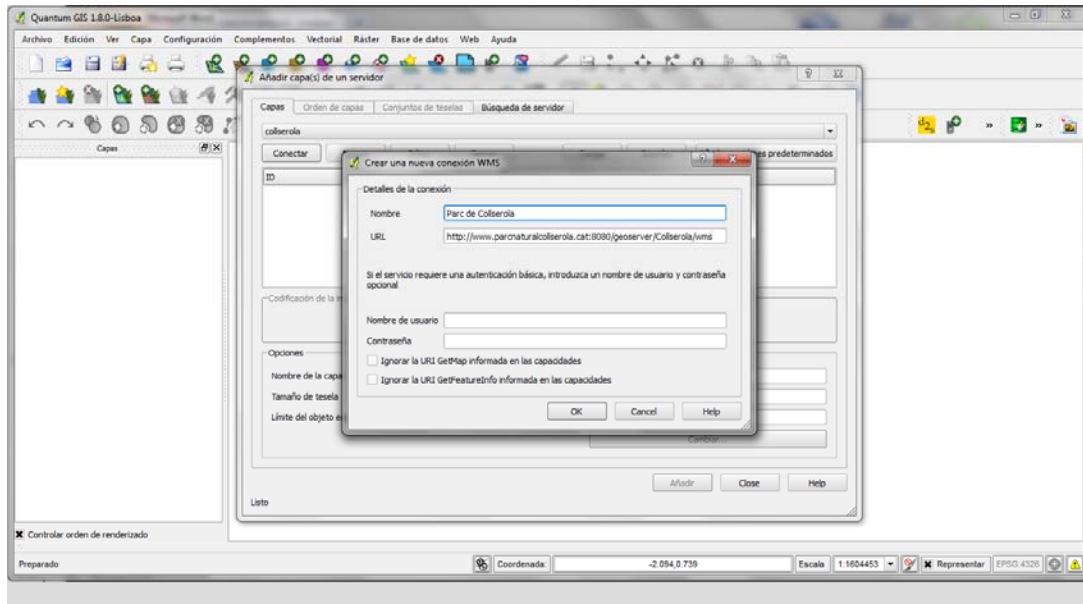 Quantum GIS 1.8.0-Lisboa
Archivo Edición Ver Capa Configuración Complementos Vectorial Ráster Base de datos Web Ayuda
Añadir capa(s) de un servidor
Capas Orden de capas Conjuntos de teselas Búsqueda de servidor
coliserola
Capas
Conectar
es predeterminados
ID
Crear una nueva conexión WMS
Detalles de la conexión
Nombre Parc de Collserola
URL http://www.parcnaturalcollserola.cat:8080/geoserver/Collserola/wms
Si el servicio requiere una autenticación básica, introduzca un nombre de usuario y contraseña
opcional
Codificación de la
Nombre de usuario
Contraseña
Opciones
Ignorar la URI GetMap informada en las capacidades
Nombre de la capa
Ignorar la URI GetFeatureInfo informada en las capacidades
Tamaño de tesela
Límite del objeto
OK Cancel Help
Cambiar...
Añadir Close Help
Listo
Controlar orden de renderizado
Preparado Coordenada: -2.094,0.739 Escala 1:1604453 Representar EPSG:4326